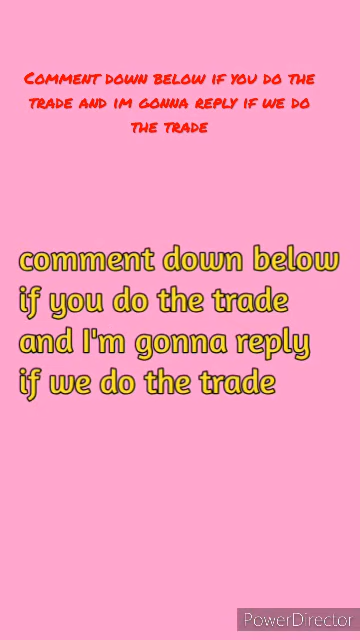 Comment down below if you do the
trade and im gonna reply if we do
the trade
comment down below
if you do the trade
and I'm gonna reply
if we do the trade
PowerDirector